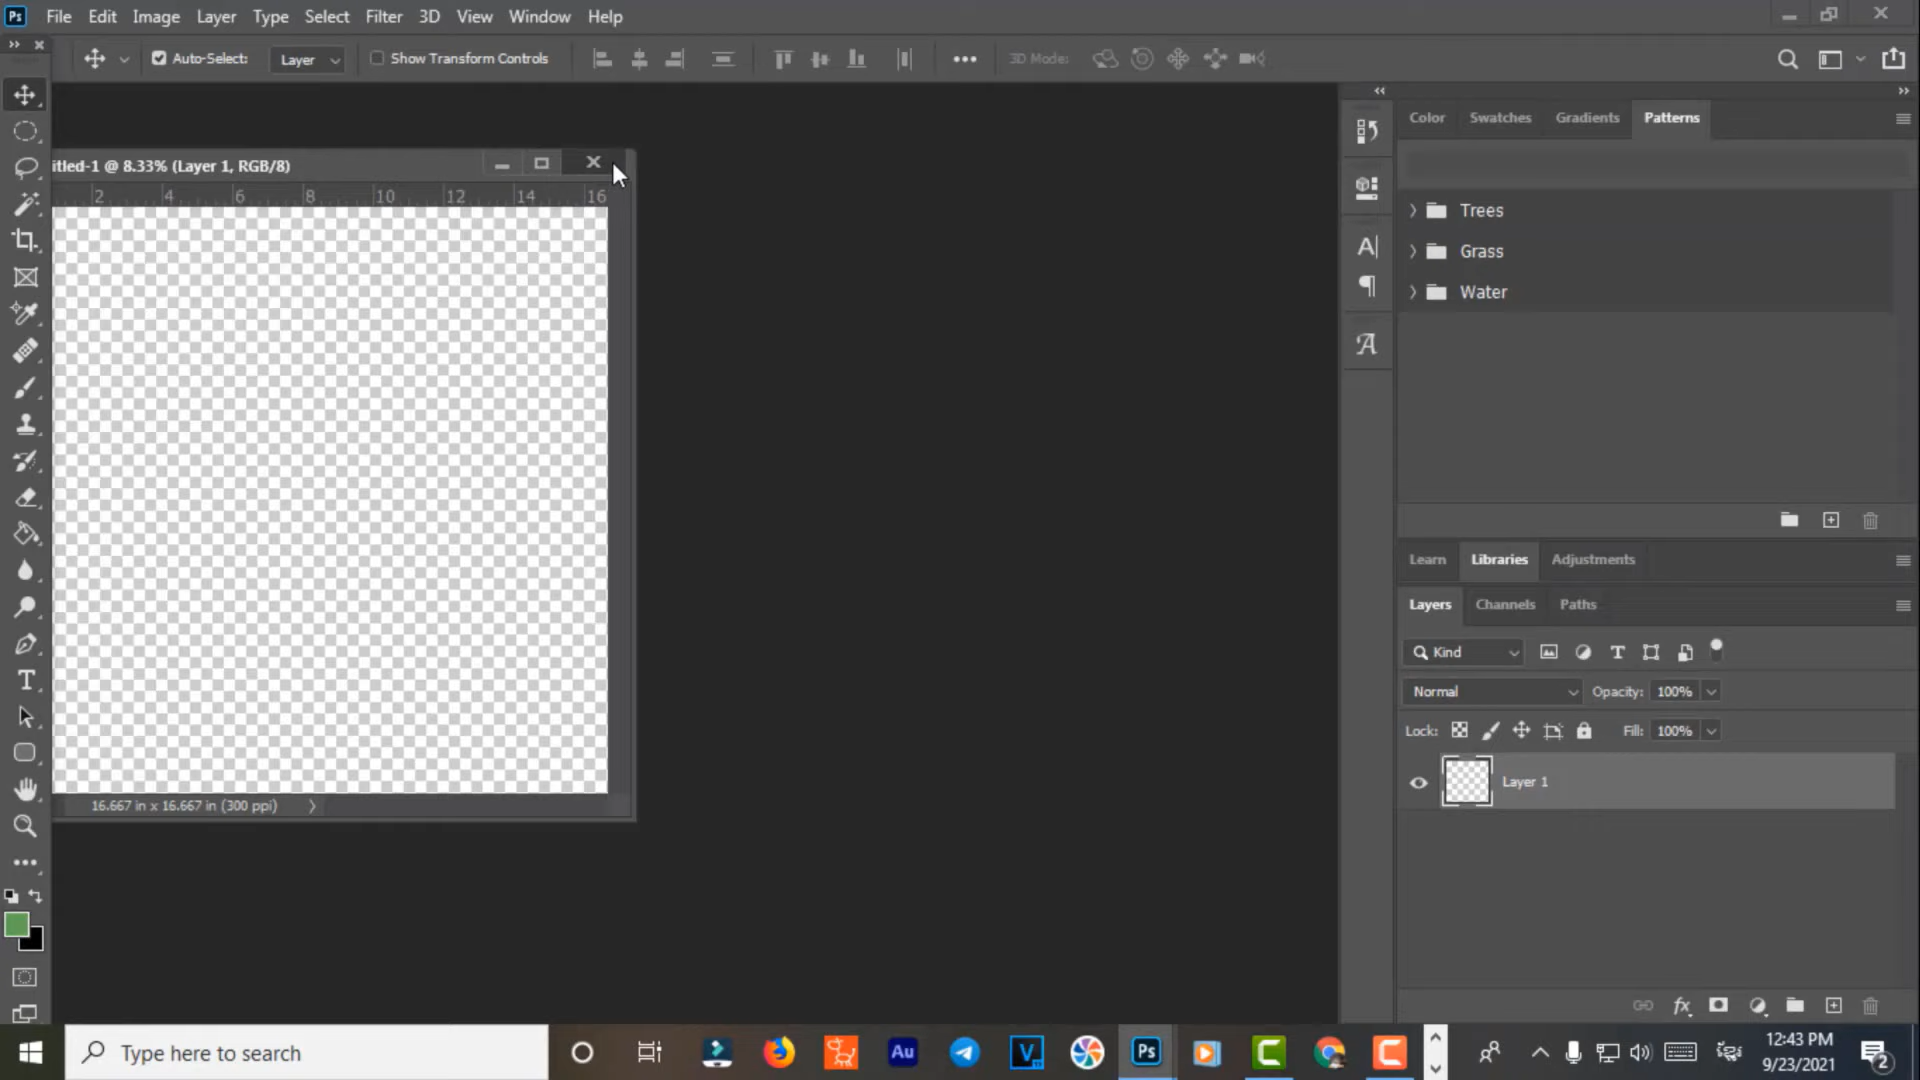 Ps File Edit Image Layer Type Select Filter 3D View Window Help
Auto-Select: Layer Show Transform Controls 3D Mode:
Color Swatches Gradients Patterns
itled-1 @ 8.33% (Layer 1, RGB/8)
2 4 6 8 10 12 14 16
Trees
Grass
Water
Learn Libraries Adjustments
Layers Channels Paths
Kind
Normal Opacity: 100%
Lock: Fill: 100%
Layer 1
16.667 in x 16.667 in (300 ppi)
Type here to search
Au
V
Ps
12:43 PM
9/23/2021
2